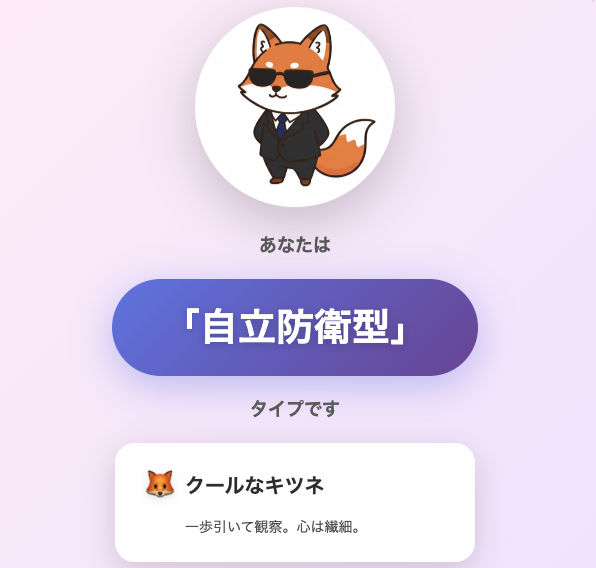 あなたは
「自立防衛型」
タイプです
クールなキツネ
一歩引いて観察。心は繊細。